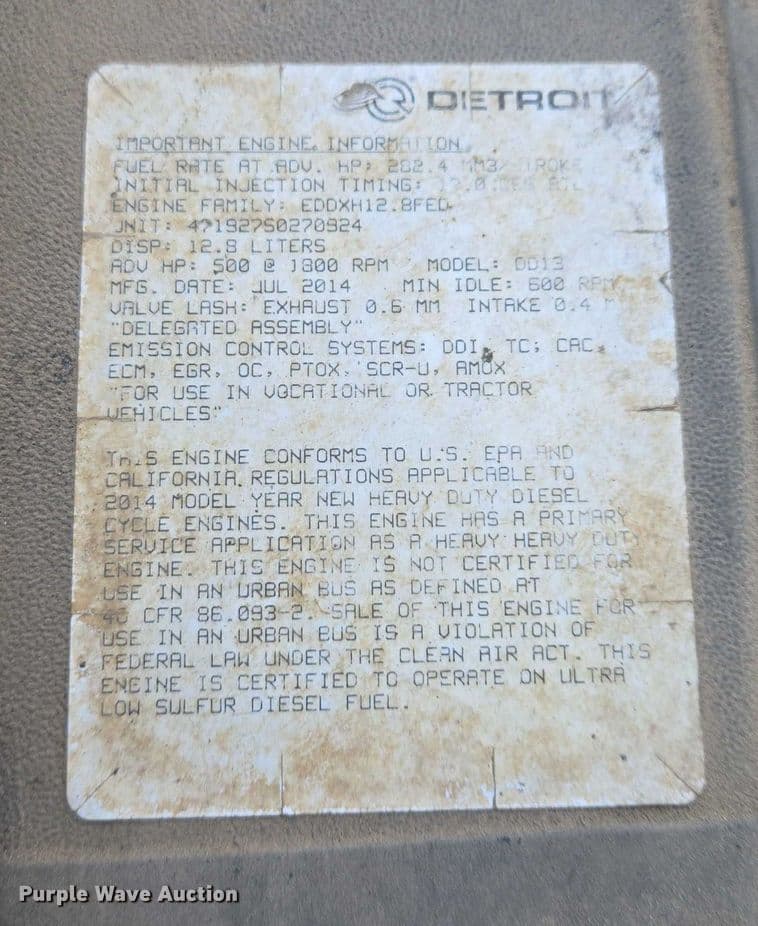 DETROIT
IMPORTANT ENGINE INFORMATION
FUEL RATE AT ADV. HP: 282.4 MM3/
INITIAL INJECTION TIMING:
ENGINE FAMILY: EDDXH12.8FED
UNIT:
DISP: 12.8 LITERS
ADV HP: 500 @ 1800 RPM MODEL: DD13
MFG. DATE: JUL 2014 MIN IDLE: 600 RPM
VALVE LASH: EXHAUST 0.6 MM INTAKE 0.4 M
"DELEGATED ASSEMBLY"
EMISSION CONTROL SYSTEMS: DDI, TC, CAC,
ECM, EGR, OC, PTOX, SCR-U, AMOX
"FOR USE IN VOCATIONAL OR TRACTOR
VEHICLES"
THIS ENGINE CONFORMS TO U.S. EPA AND
CALIFORNIA REGULATIONS APPLICABLE TO
2014 MODEL YEAR NEW HEAVY DUTY DIESEL
CYCLE ENGINES. THIS ENGINE HAS A PRIMARY
SERVICE APPLICATION AS A HEAVY HEAVY DUTY
ENGINE. THIS ENGINE IS NOT CERTIFIED FOR
USE IN AN URBAN BUS AS DEFINED AT
40 CFR 86.093-2. SALE OF THIS ENGINE FOR
USE IN AN URBAN BUS IS A VIOLATION OF
FEDERAL LAW UNDER THE CLEAN AIR ACT. THIS
ENGINE IS CERTIFIED TO OPERATE ON ULTRA
LOW SULFUR DIESEL FUEL.
Purple Wave Auction